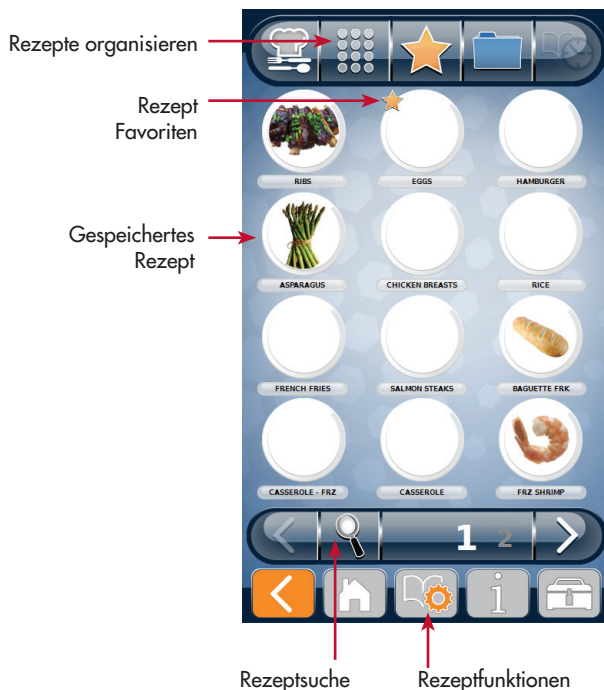 Rezepte organisieren
Rezept
Favoriten
RIBS
EGGS
HAMBURGER
Gespeichertes
Rezept
ASPARAGUS
CHICKEN BREASTS
RICE
FRENCH FRIES
SALMON STEAKS
BAGUETTE FRK
CASSEROLE - FRZ
CASSEROLE
FRZ SHRIMP
1 2
i
Rezeptsuche
Rezeptfunktionen